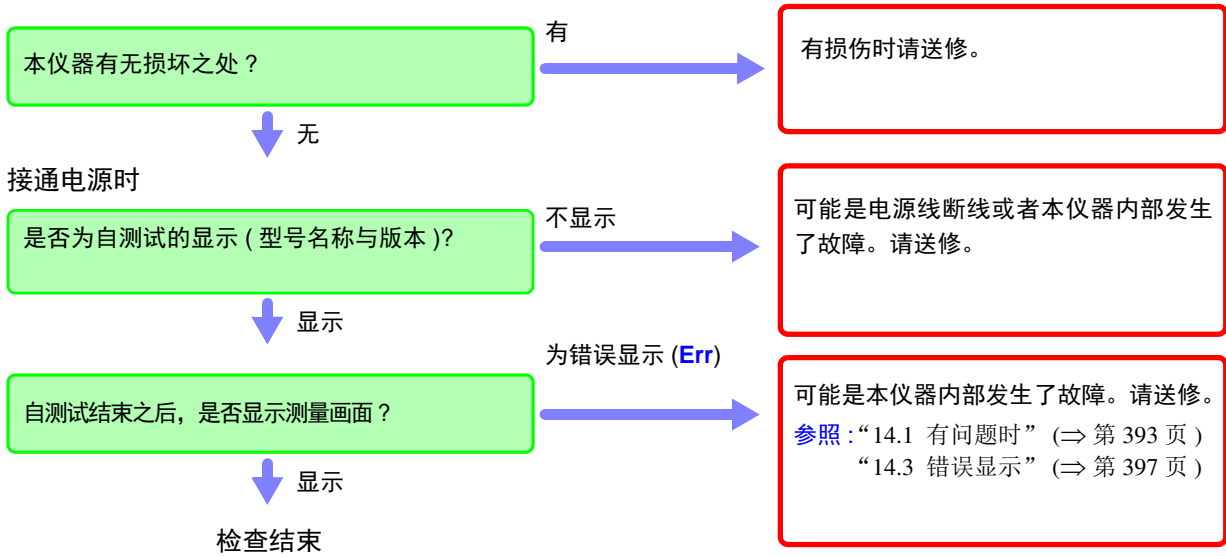 有
本仪器有无损坏之处 ?
有损伤时请送修。
无
接通电源时
不显示
是否为自测试的显示 ( 型号名称与版本 )?
可能是电源线断线或者本仪器内部发生
了故障。请送修。
显示
为错误显示 (Err)
自测试结束之后，是否显示测量画面 ?
可能是本仪器内部发生了故障。请送修。
参照 :“14.1 有问题时” (⇒ 第 393 页 )
“14.3 错误显示” (⇒ 第 397 页 )
显示
检查结束